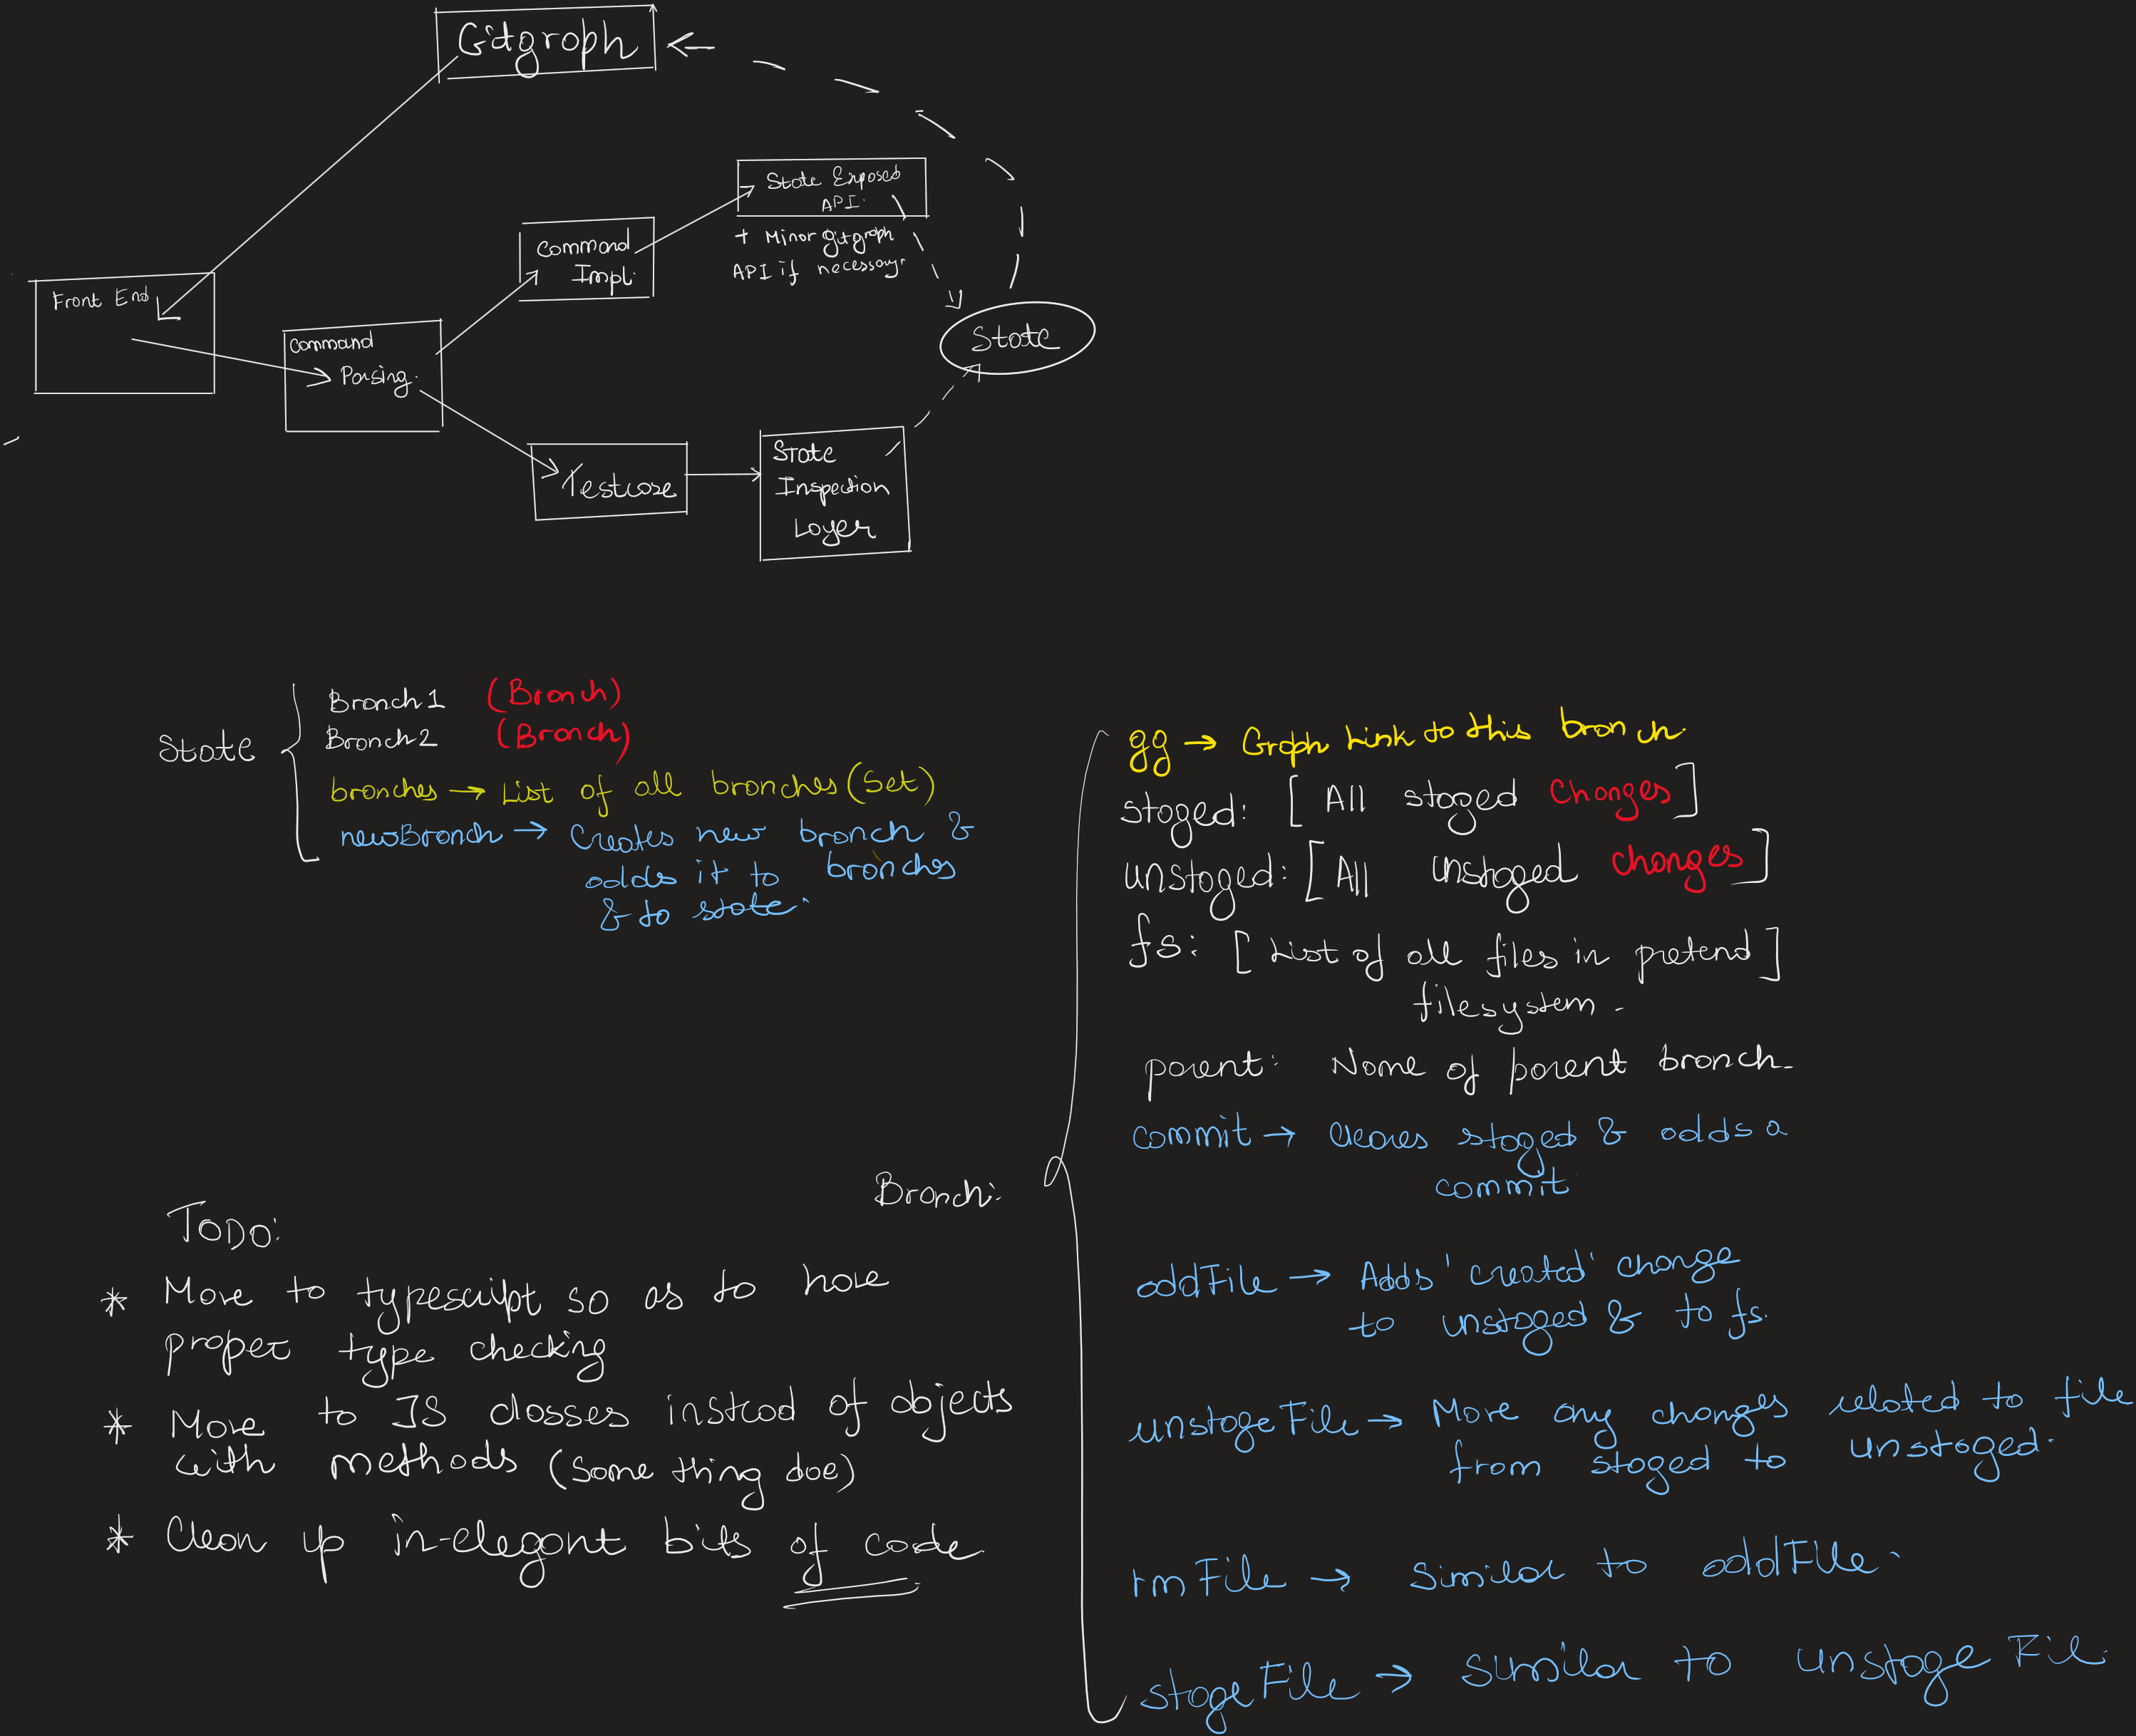 Gitgraph
State Exposed
API.
+ Minor Gitgraph
API if necessary.
Command
Impl.
Front End
Command
Parsing.
State
Testcase
State
Inspection
Layer
State
Branch1 (Branch)
Branch2 (Branch)
branches → List of all branches (Set)
newBranch → Creates new branch &
adds it to branches
& to state.
Branch:
gg → Graph Link to this branch.
staged: [All staged changes]
unstaged: [All unstaged changes]
fs: [List of all files in pretend]
filesystem.
parent: Name of parent branch.
commit → Cleares staged & adds a
commit
addFile → Adds 'created' change
to unstaged & to fs.
unstageFile → Move any changes related to file
from staged to unstaged.
rmFile → Similar to addFile.
stageFile → Similar to unstageFile.
TODO:
* Move to typescript so as to have
proper type checking
* Move to JS classes instead of objects
with methods (Same thing doe)
* Clean up in-elegant bits of code